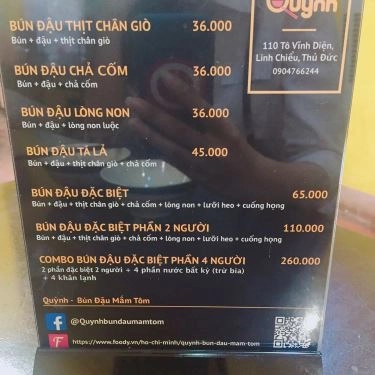 Quỳnh
110 Tô Vĩnh Diện,
Linh Chiểu, Thủ Đức
0904766244
BÚN ĐẬU THỊT CHÂN GIÒ 36.000
Bún + đậu + thịt chân giò
BÚN ĐẬU CHẢ CỐM 36.000
Bún + đậu + chả cốm
BÚN ĐẬU LÒNG NON 36.000
Bún + đậu + lòng non luộc
BÚN ĐẬU TÁ LẢ 45.000
Bún + đậu + thịt chân giò + chả cốm
BÚN ĐẬU ĐẶC BIỆT 65.000
Bún + đậu + thịt chân giò + chả cốm + lòng non + lưỡi heo + cuống họng
BÚN ĐẬU ĐẶC BIỆT PHẦN 2 NGƯỜI 110.000
Bún + đậu + thịt chân giò + chả cốm + lòng non + lưỡi heo + cuống họng
COMBO BÚN ĐẬU ĐẶC BIỆT PHẦN 4 NGƯỜI 260.000
2 phần đặc biệt 2 người + 4 phần nước bất kỳ (trừ bia)
+ 4 khăn lạnh
Quỳnh - Bún Đậu Mắm Tôm
f @Quynhbundaumamtom
F https://www.foody.vn/ho-chi-minh/quynh-bun-dau-mam-tom